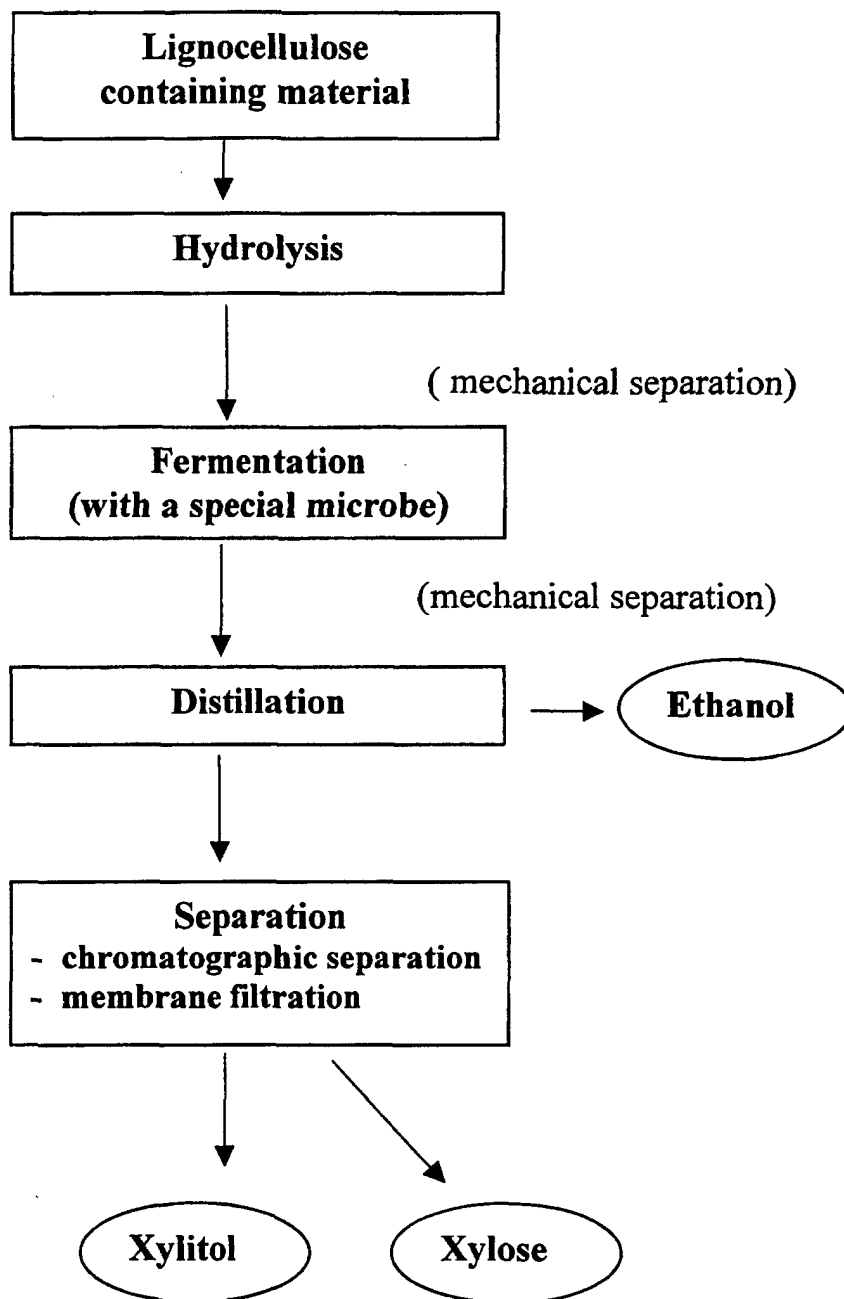 Lignocellulose
containing material
Hydrolysis
( mechanical separation)
Fermentation
(with a special microbe)
(mechanical separation)
Distillation
Ethanol
Separation
- chromatographic separation
- membrane filtration
Xylitol
Xylose